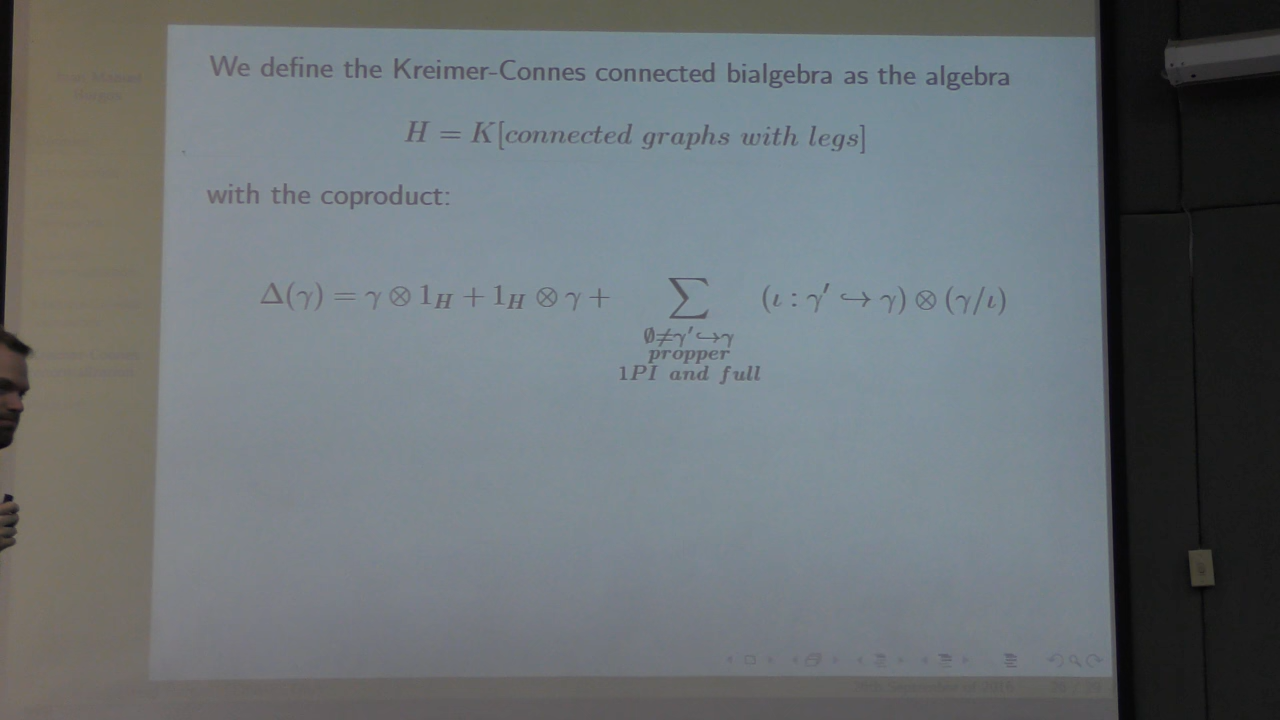 We define the Kreimer-Connes connected bialgebra as the algebra
H = K[connected graphs with legs]
with the coproduct:
Δ(γ) = γ ⊗ 1_H + 1_H ⊗ γ + ∑ (ι : γ′ ↪ γ) ⊗ (γ/ι)
∅≠γ′↪γ
propper
1PI and full